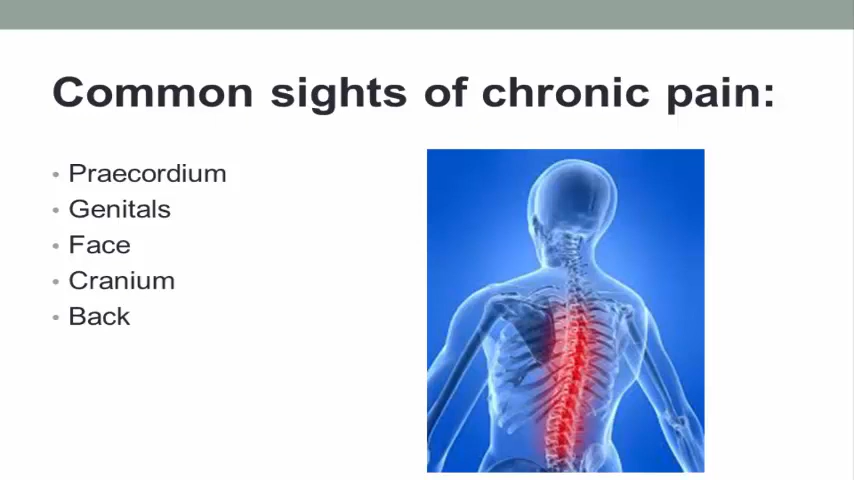 Common sights of chronic pain:
• Praecordium
• Genitals
• Face
• Cranium
• Back